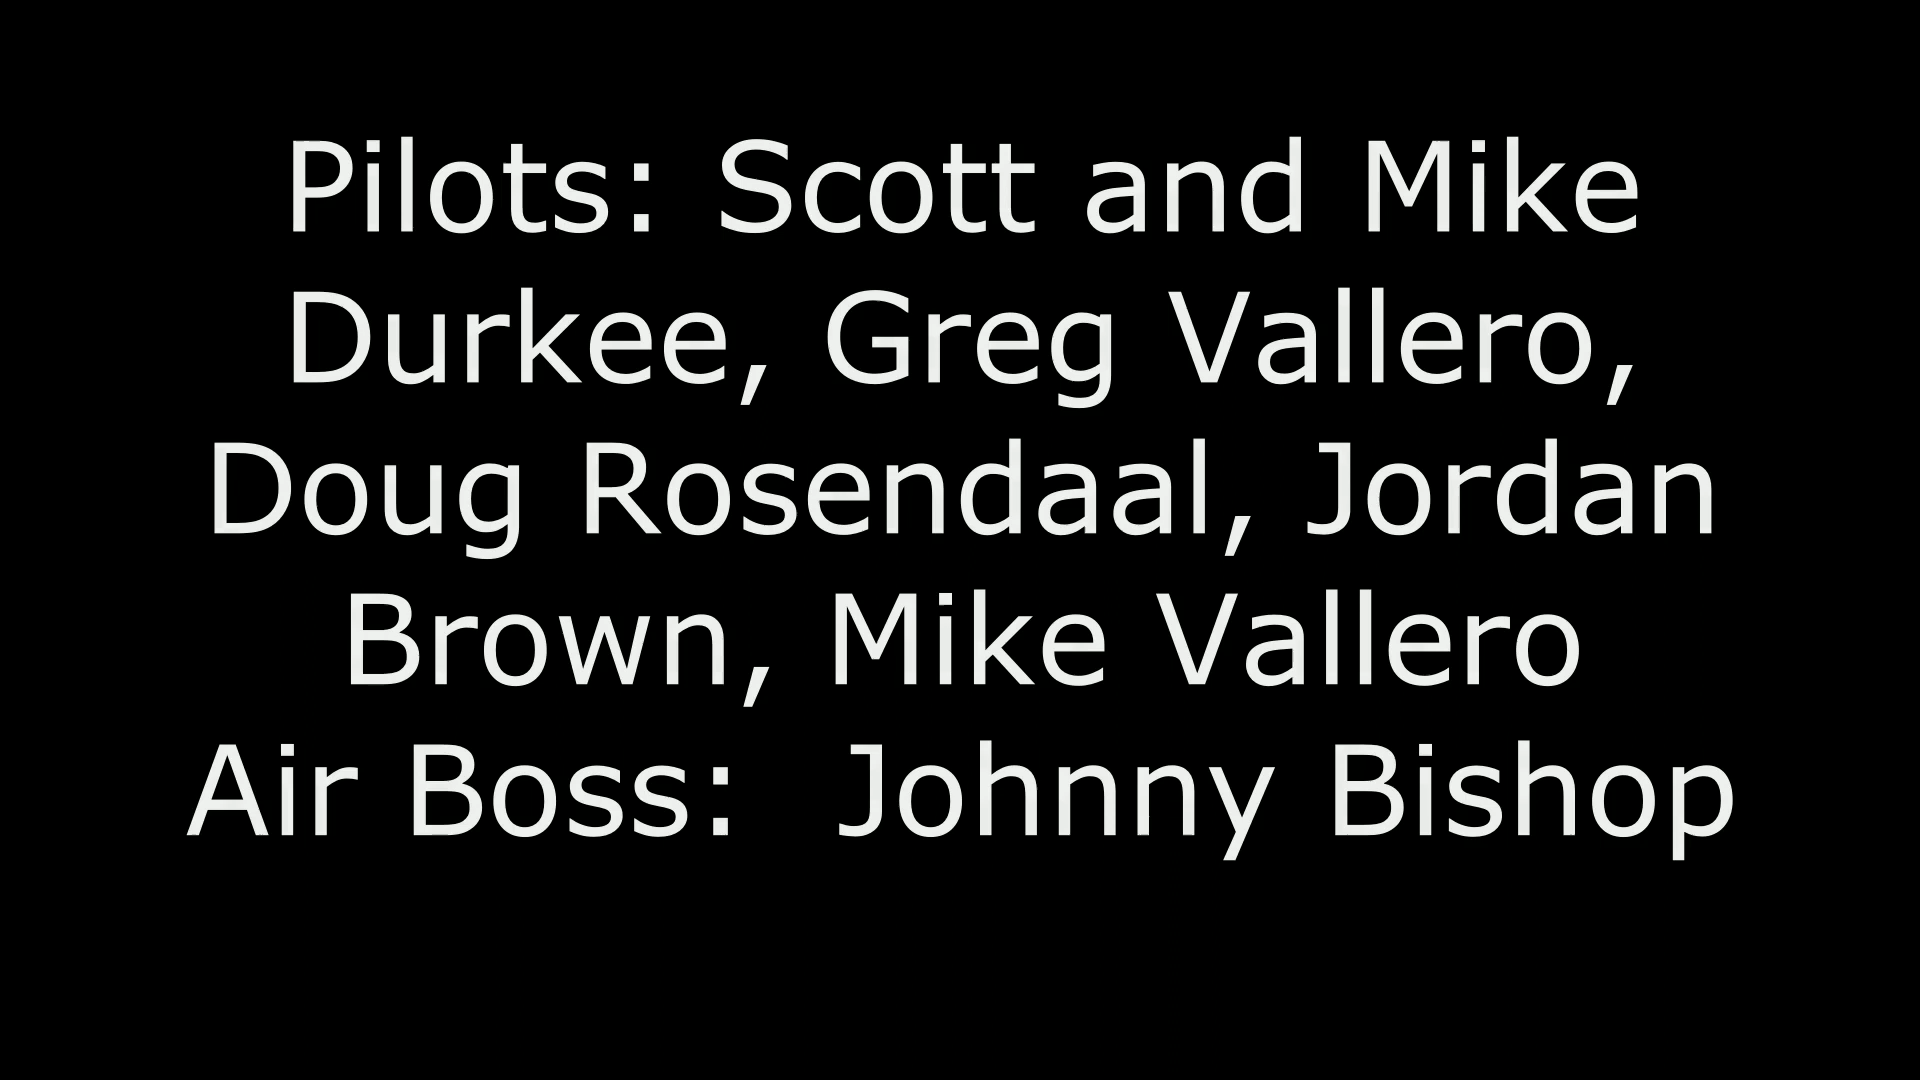 Pilots: Scott and Mike
Durkee, Greg Vallero,
Doug Rosendaal, Jordan
Brown, Mike Vallero
Air Boss:  Johnny Bishop